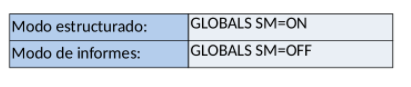 Modo estructurado: GLOBALS SM=ON
Modo de informes: GLOBALS SM=OFF